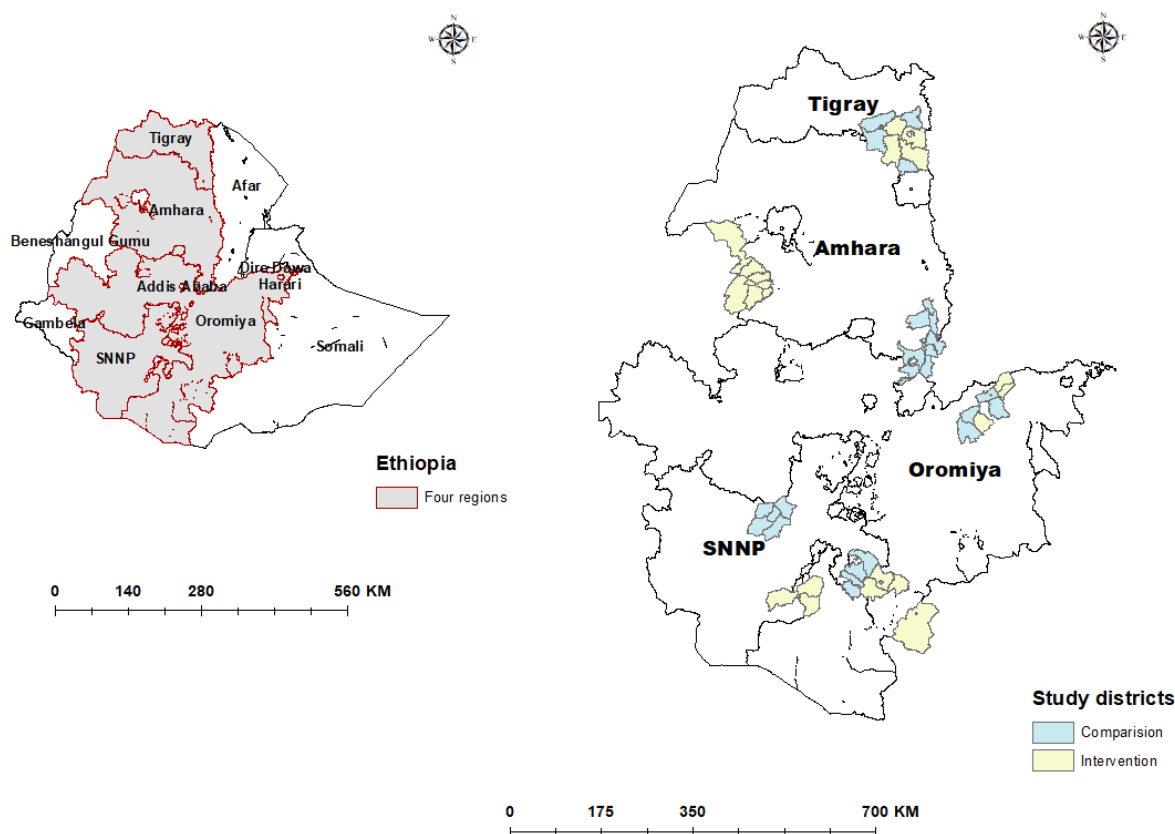 N
W E
S
Tigray
Afar
Amhara
Beneshangul Gumu
Dire Dawa
Addis Ababa
Harari
Gambela
Oromiya
Somali
SNNP
Ethiopia
Four regions
0 140 280 560 KM
N
W E
S
Tigray
Amhara
Oromiya
SNNP
Study districts
Comparision
Intervention
0 175 350 700 KM